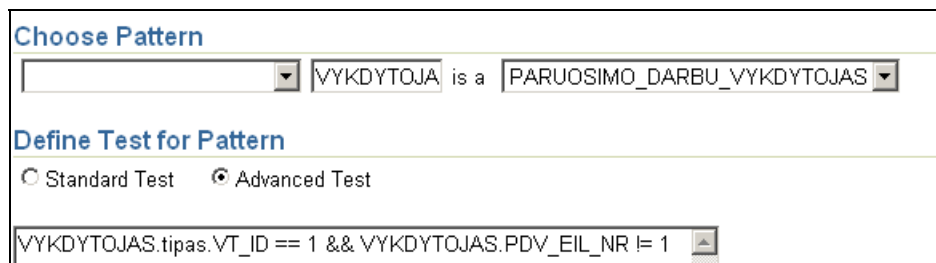 Choose Pattern
VYKDYTOJA is a PARUOSIMO_DARBU_VYKDYTOJAS
Define Test for Pattern
Standard Test Advanced Test
VYKDYTOJAS.tipas.VT_ID == 1 && VYKDYTOJAS.PDV_EIL_NR != 1